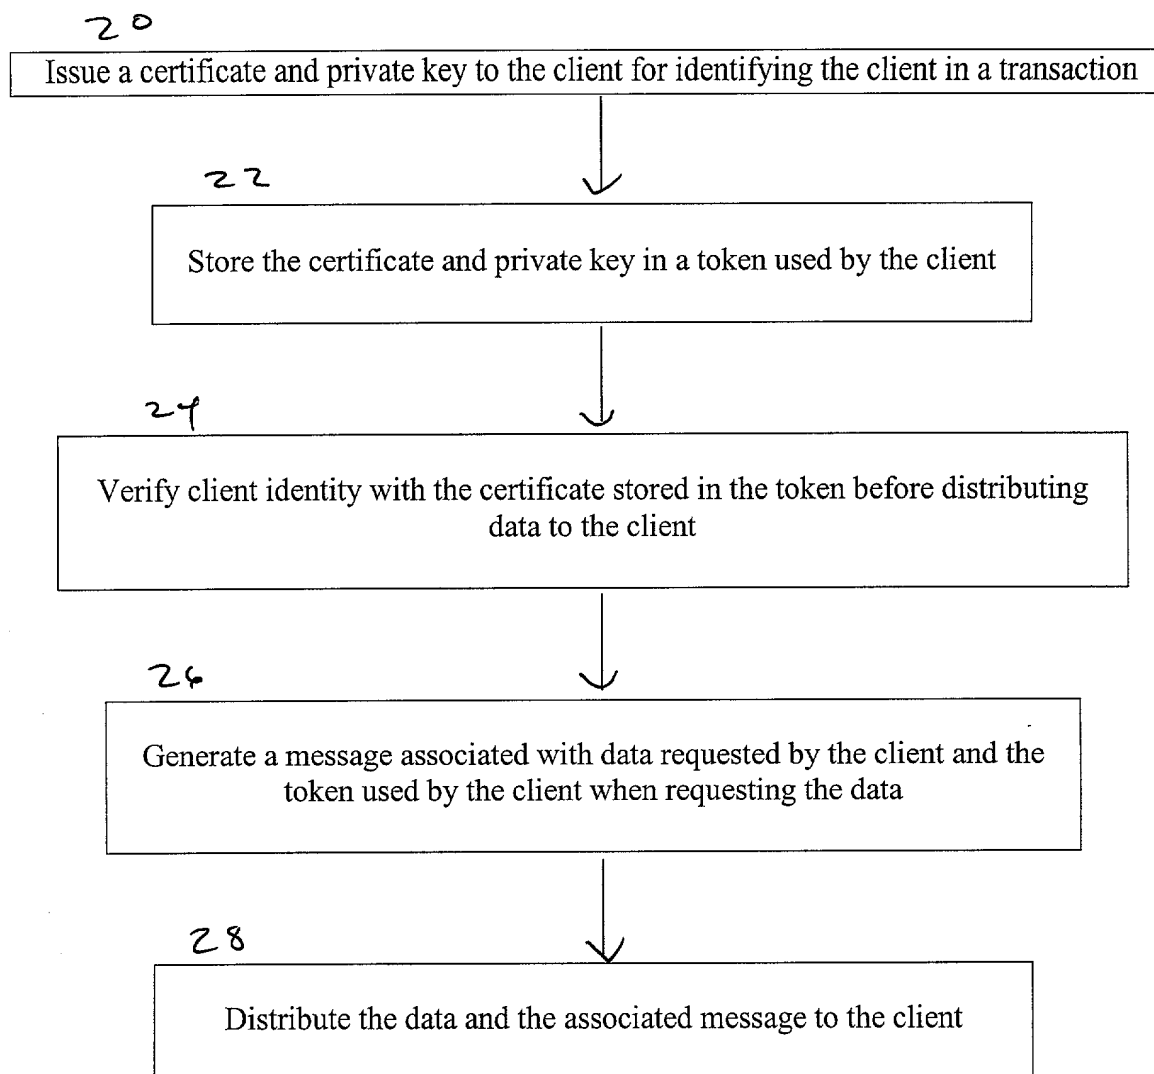 20
Issue a certificate and private key to the client for identifying the client in a transaction
22
Store the certificate and private key in a token used by the client
24
Verify client identity with the certificate stored in the token before distributing
data to the client
26
Generate a message associated with data requested by the client and the
token used by the client when requesting the data
28
Distribute the data and the associated message to the client